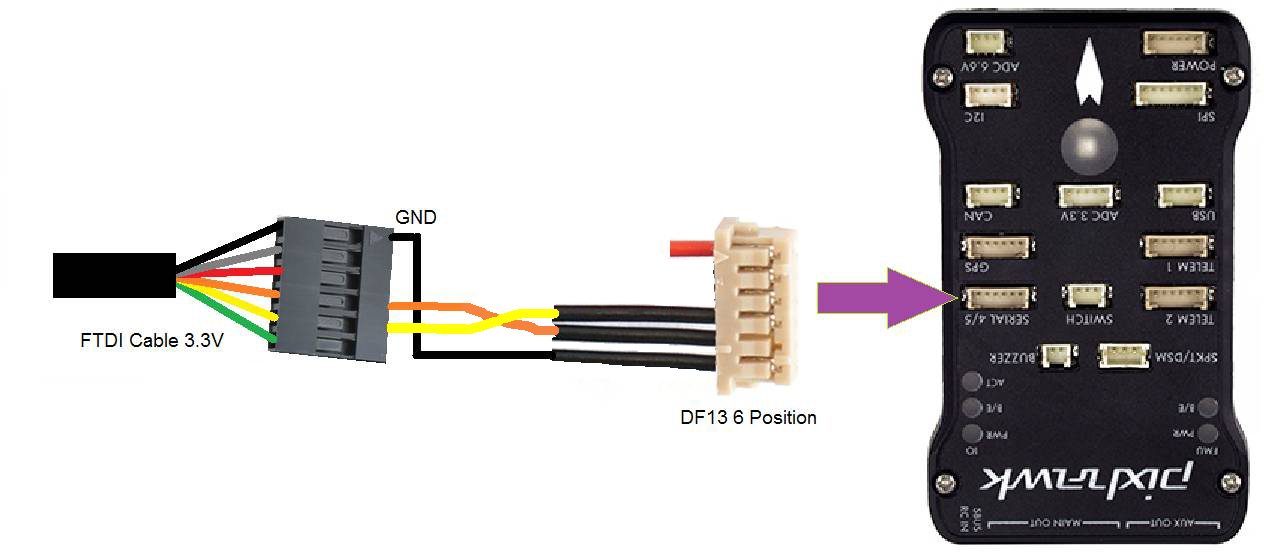 GND
FTDI Cable 3.3V
DF13 6 Position
ADC 6.6V
POWER
I2C
SPI
CAN
ADC 3.3V
USB
GPS
TELEM 1
SERIAL 4/5
SWITCH
TELEM 2
BUZZER
SPKT/DSM
ACT
B/E
B/E
PWR
PWR
IO
FMU
pixhawk
SBUS
RC IN
MAIN OUT
AUX OUT